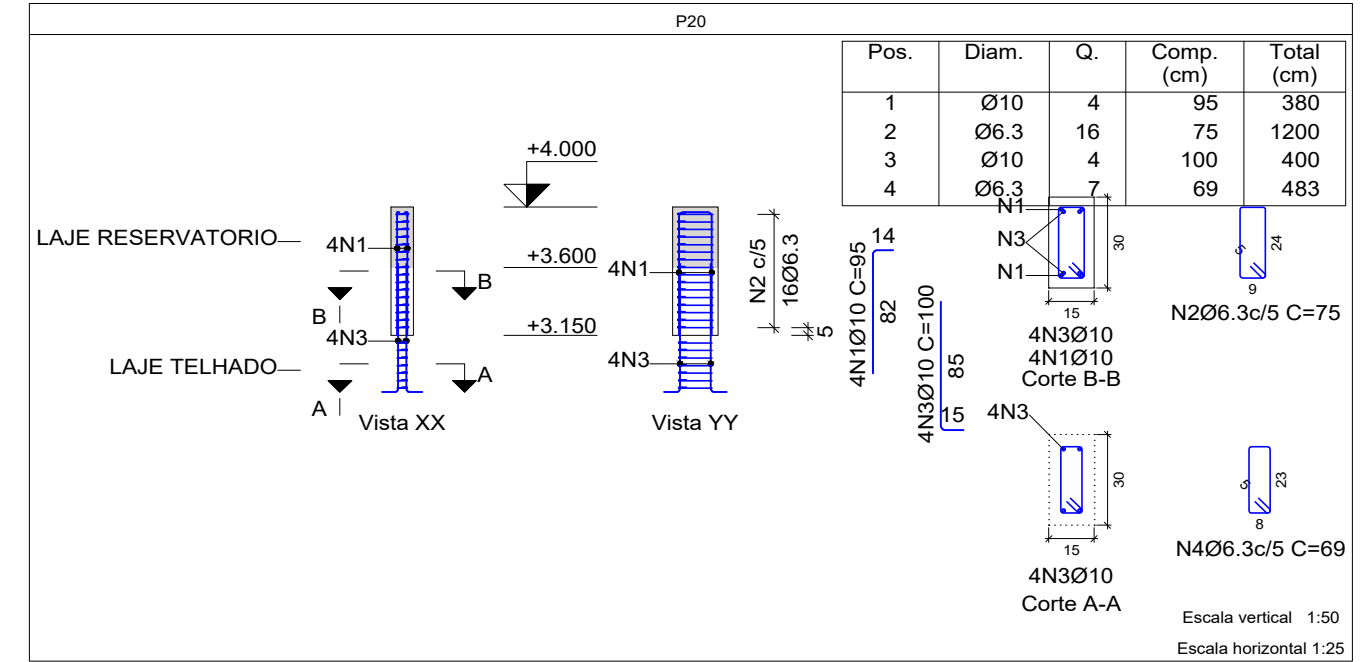 P20
Pos. Diam. Q. Comp. (cm) Total (cm)
1 Ø10 4 95 380
2 Ø6.3 16 75 1200
3 Ø10 4 100 400
4 Ø6.3 7 69 483
LAJE RESERVATORIO
LAJE TELHADO
4N1
B
B
4N3
A
A
Vista XX
+4.000
+3.600
+3.150
4N1
4N3
Vista YY
N2 c/5
16Ø6.3
5
14
4N1Ø10 C=95
82
4N3Ø10 C=100
85
15
N1
N3
N1
30
15
4N3Ø10
4N1Ø10
Corte B-B
5
24
9
N2Ø6.3c/5 C=75
4N3
30
15
4N3Ø10
Corte A-A
5
23
8
N4Ø6.3c/5 C=69
Escala vertical 1:50
Escala horizontal 1:25